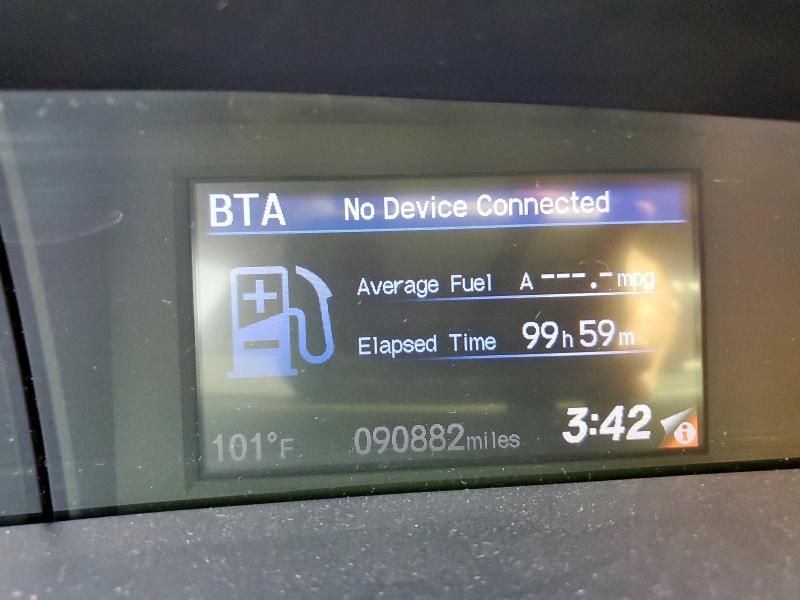 BTA No Device Connected
Average Fuel A ---.- mpg
Elapsed Time 99h 59m
101°F 090882miles 3:42 i